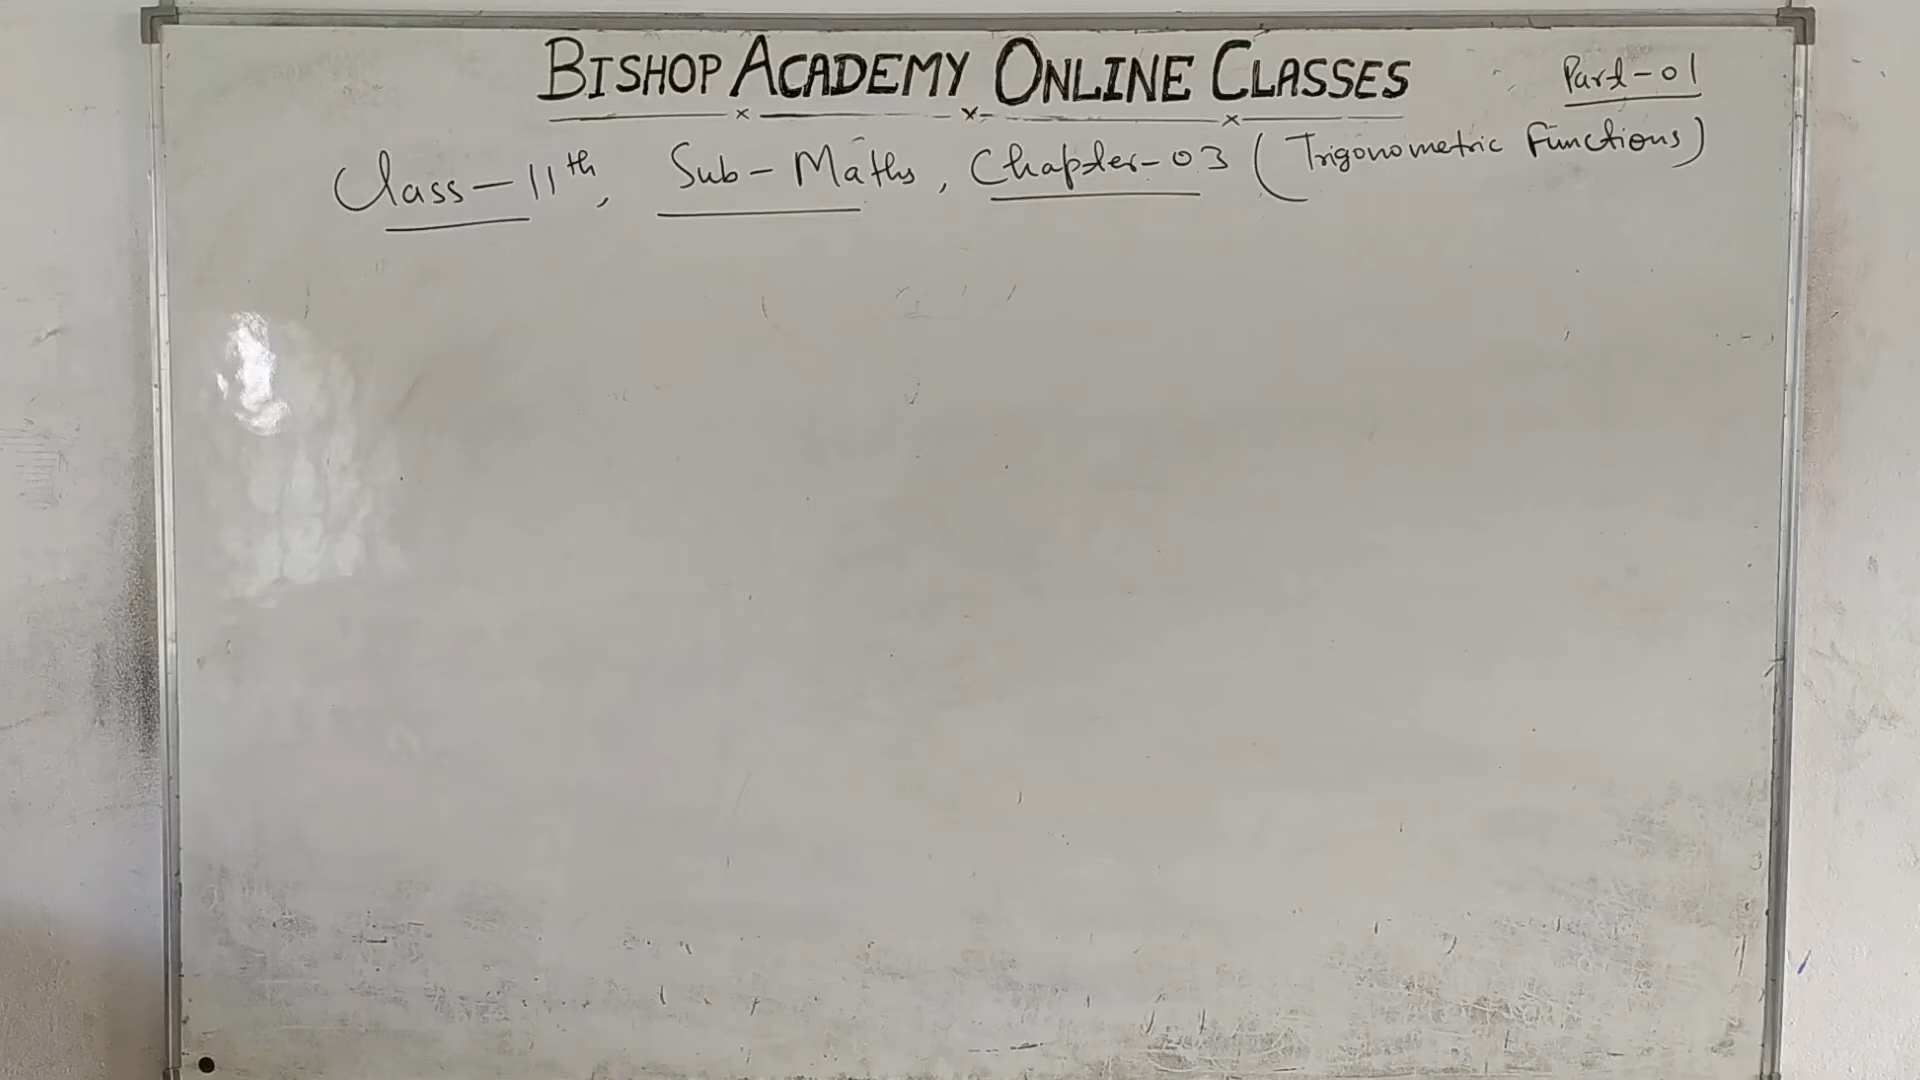 BISHOP ACADEMY ONLINE CLASSES
Part-01
Class-11th, Sub-Maths, Chapter-03 (Trigonometric Functions)